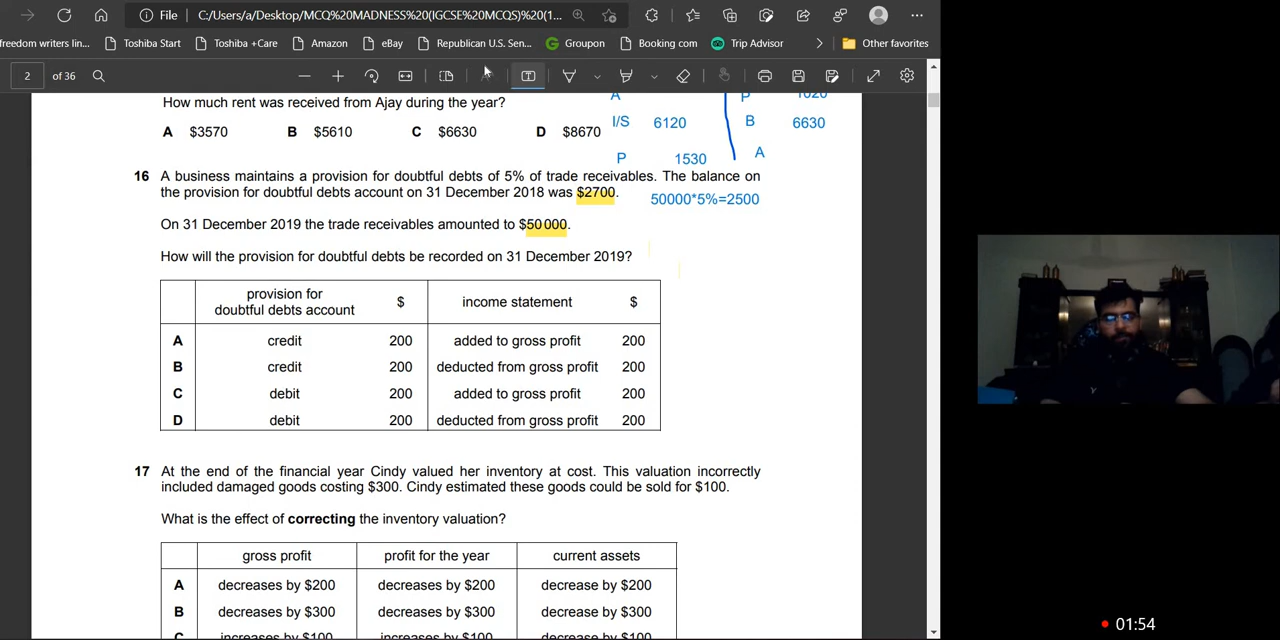 File C:/Users/a/Desktop/MCQ%20MADNESS%20(IGCSE%20MCQS)%20(1...
freedom writers lin... Toshiba Start Toshiba +Care Amazon eBay Republican U.S. Sen... Groupon Booking.com Trip Advisor Other favorites
2 of 36
How much rent was received from Ajay during the year?
A $3570 B $5610 C $6630 D $8670
A P 1020
I/S 6120 B 6630
P 1530 A
16 A business maintains a provision for doubtful debts of 5% of trade receivables. The balance on
the provision for doubtful debts account on 31 December 2018 was $2700.
50000*5%=2500
On 31 December 2019 the trade receivables amounted to $50 000.
How will the provision for doubtful debts be recorded on 31 December 2019?
provision for doubtful debts account $ income statement $
A credit 200 added to gross profit 200
B credit 200 deducted from gross profit 200
C debit 200 added to gross profit 200
D debit 200 deducted from gross profit 200
17 At the end of the financial year Cindy valued her inventory at cost. This valuation incorrectly
included damaged goods costing $300. Cindy estimated these goods could be sold for $100.
What is the effect of correcting the inventory valuation?
gross profit profit for the year current assets
A decreases by $200 decreases by $200 decrease by $200
B decreases by $300 decreases by $300 decrease by $300
C increases by $100 increases by $100 decrease by $100
01:54